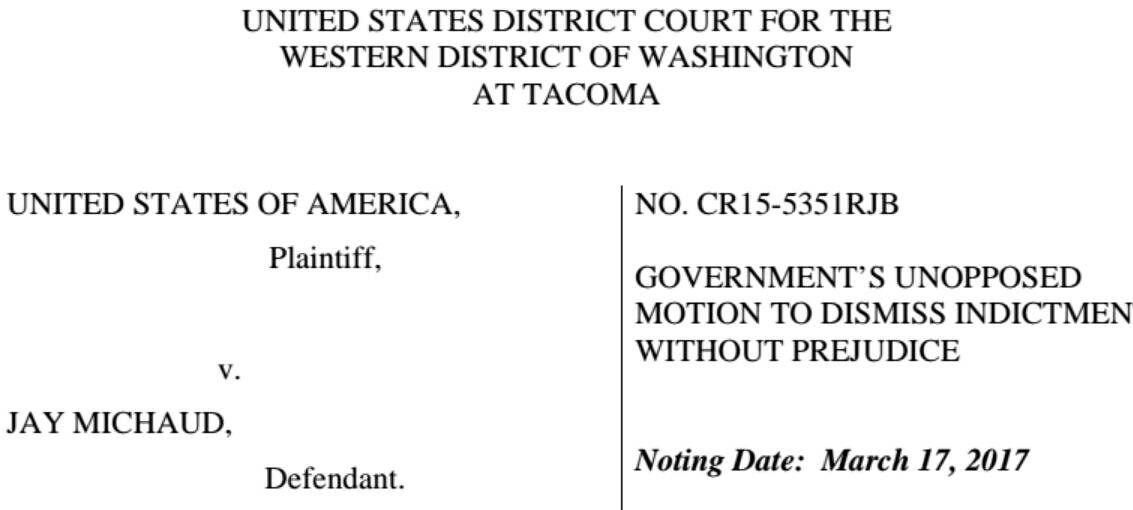 UNITED STATES DISTRICT COURT FOR THE
WESTERN DISTRICT OF WASHINGTON
AT TACOMA
UNITED STATES OF AMERICA,
Plaintiff,
v.
JAY MICHAUD,
Defendant.
NO. CR15-5351RJB
GOVERNMENT’S UNOPPOSED
MOTION TO DISMISS INDICTMEN
WITHOUT PREJUDICE
Noting Date: March 17, 2017